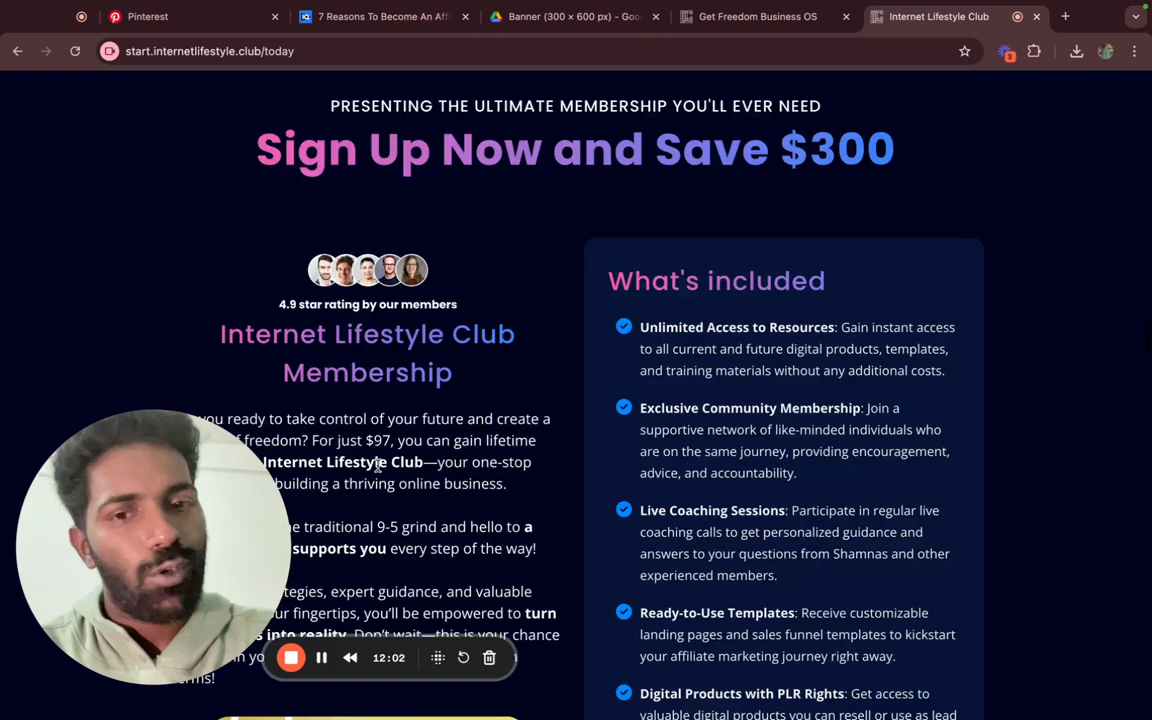 Pinterest
7 Reasons To Become An Affi
Banner (300 × 600 px) - Goo
Get Freedom Business OS
Internet Lifestyle Club
start.internetlifestyle.club/today
3
PRESENTING THE ULTIMATE MEMBERSHIP YOU'LL EVER NEED
Sign Up Now and Save $300
4.9 star rating by our members
Internet Lifestyle Club
Membership
you ready to take control of your future and create a
of freedom? For just $97, you can gain lifetime
Internet Lifestyle Club—your one-stop
building a thriving online business.
traditional 9-5 grind and hello to a
supports you every step of the way!
expert guidance, and valuable
fingertips, you'll be empowered to turn
into reality. Don't wait—this is your chance
12:02
What's included
Unlimited Access to Resources: Gain instant access
to all current and future digital products, templates,
and training materials without any additional costs.
Exclusive Community Membership: Join a
supportive network of like-minded individuals who
are on the same journey, providing encouragement,
advice, and accountability.
Live Coaching Sessions: Participate in regular live
coaching calls to get personalized guidance and
answers to your questions from Shamnas and other
experienced members.
Ready-to-Use Templates: Receive customizable
landing pages and sales funnel templates to kickstart
your affiliate marketing journey right away.
Digital Products with PLR Rights: Get access to
valuable digital products you can resell or use as lead